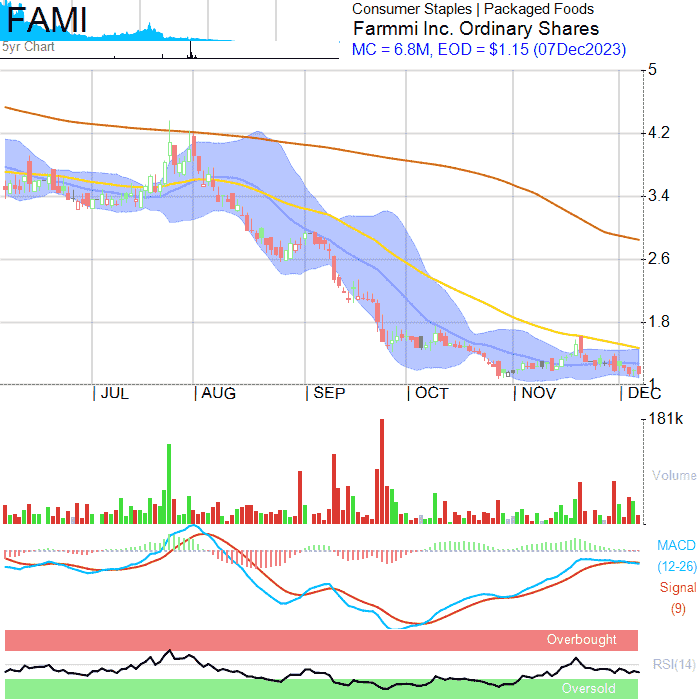 FAMI
5yr Chart
Consumer Staples | Packaged Foods
Farmmi Inc. Ordinary Shares
MC = 6.8M, EOD = $1.15 (07Dec2023)
5
4.2
3.4
2.6
1.8
1
JUL AUG SEP OCT NOV DEC
181k
Volume
MACD
(12-26)
Signal
(9)
Overbought
RSI(14)
Oversold